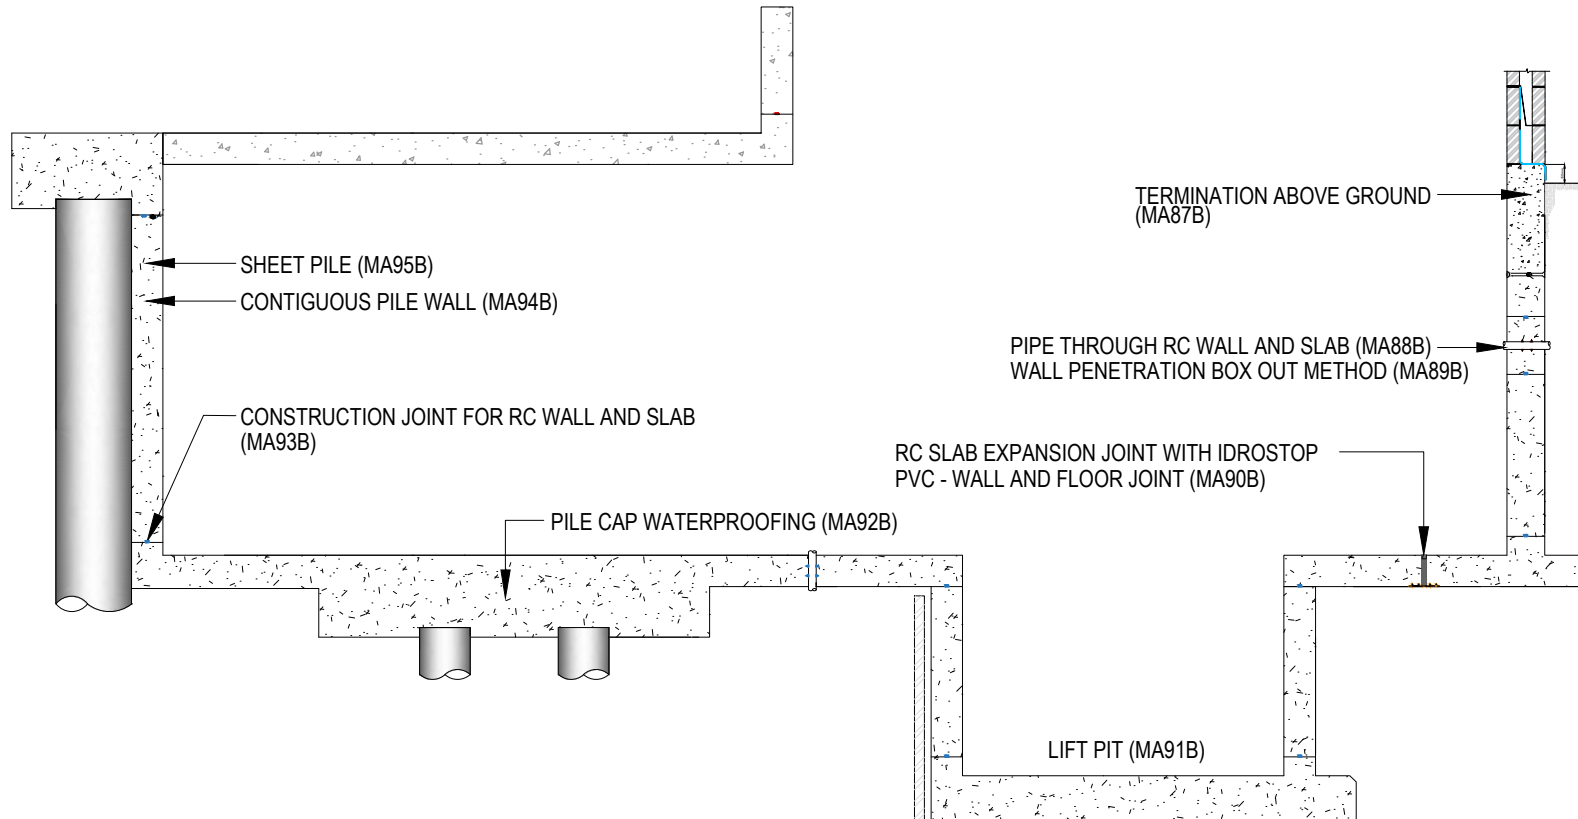 TERMINATION ABOVE GROUND
(MA87B)
SHEET PILE (MA95B)
CONTIGUOUS PILE WALL (MA94B)
PIPE THROUGH RC WALL AND SLAB (MA88B)
WALL PENETRATION BOX OUT METHOD (MA89B)
CONSTRUCTION JOINT FOR RC WALL AND SLAB
(MA93B)
RC SLAB EXPANSION JOINT WITH IDROSTOP
PVC - WALL AND FLOOR JOINT (MA90B)
PILE CAP WATERPROOFING (MA92B)
LIFT PIT (MA91B)